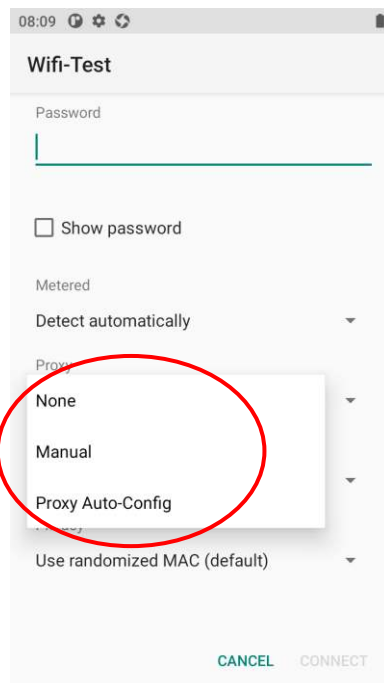 08:09
Wifi-Test
Password
Show password
Metered
Detect automatically
Proxy
None
Manual
Proxy Auto-Config
Use randomized MAC (default)
CANCEL CONNECT